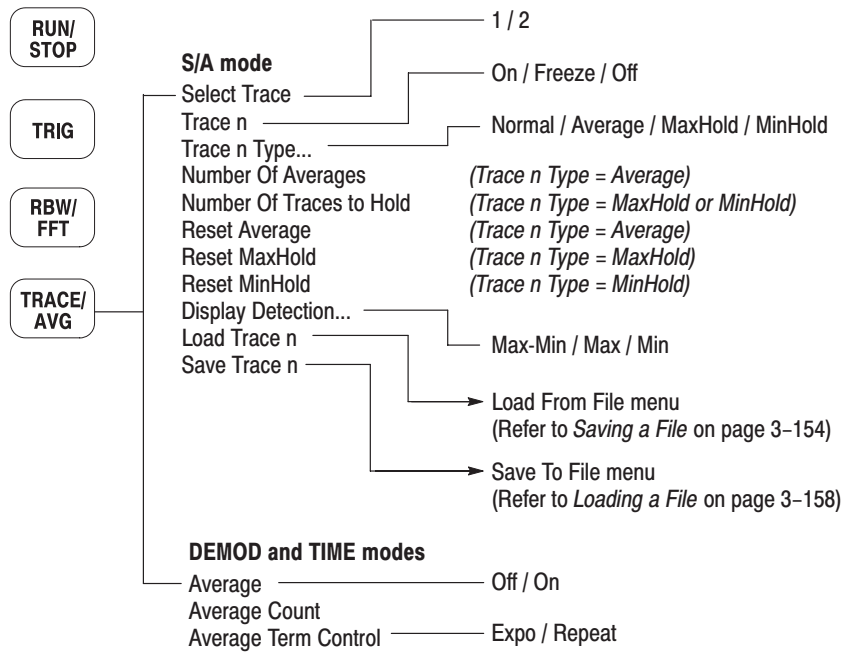 RUN/
STOP
TRIG
RBW/
FFT
TRACE/
AVG
S/A mode
Select Trace 1 / 2
Trace n On / Freeze / Off
Trace n Type... Normal / Average / MaxHold / MinHold
Number Of Averages (Trace n Type = Average)
Number Of Traces to Hold (Trace n Type = MaxHold or MinHold)
Reset Average (Trace n Type = Average)
Reset MaxHold (Trace n Type = MaxHold)
Reset MinHold (Trace n Type = MinHold)
Display Detection... Max-Min / Max / Min
Load Trace n Load From File menu
(Refer to Saving a File on page 3–154)
Save Trace n Save To File menu
(Refer to Loading a File on page 3–158)
DEMOD and TIME modes
Average Off / On
Average Count
Average Term Control Expo / Repeat